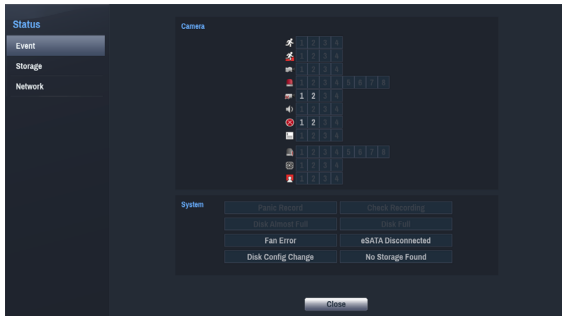 Status
Event
Storage
Network
Camera
1 2 3 4
1 2 3 4
1 2 3 4
1 2 3 4 5 6 7 8
1 2 3 4
1 2 3 4
1 2 3 4
1 2 3 4
1 2 3 4 5 6 7 8
1 2 3 4
1 2 3 4
System
Panic Record Check Recording
Disk Almost Full Disk Full
Fan Error eSATA Disconnected
Disk Config Change No Storage Found
Close